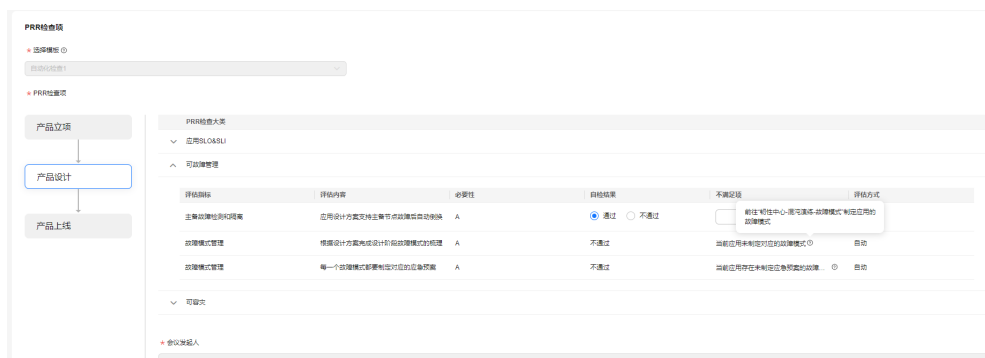 PRR检查项
* 选择模板
自动化检查1
* PRR检查项
产品立项
产品设计
产品上线
PRR检查大类
应用SLO&SLI
可故障管理
评估指标 评估内容 必要性 自检结果 不满足项 评估方式
主备故障检测和隔离 应用设计方案支持主备节点故障后自动倒换 A 通过 不通过
前往“韧性中心-混沌演练-故障模式”制定应用的
故障模式
故障模式管理 根据设计方案完成设计阶段故障模式的梳理 A 不通过 当前应用未制定对应的故障模式 自动
故障模式管理 每一个故障模式都要制定对应的应急预案 A 不通过 当前应用存在未制定应急预案的故障... 自动
可容灾
* 会议发起人